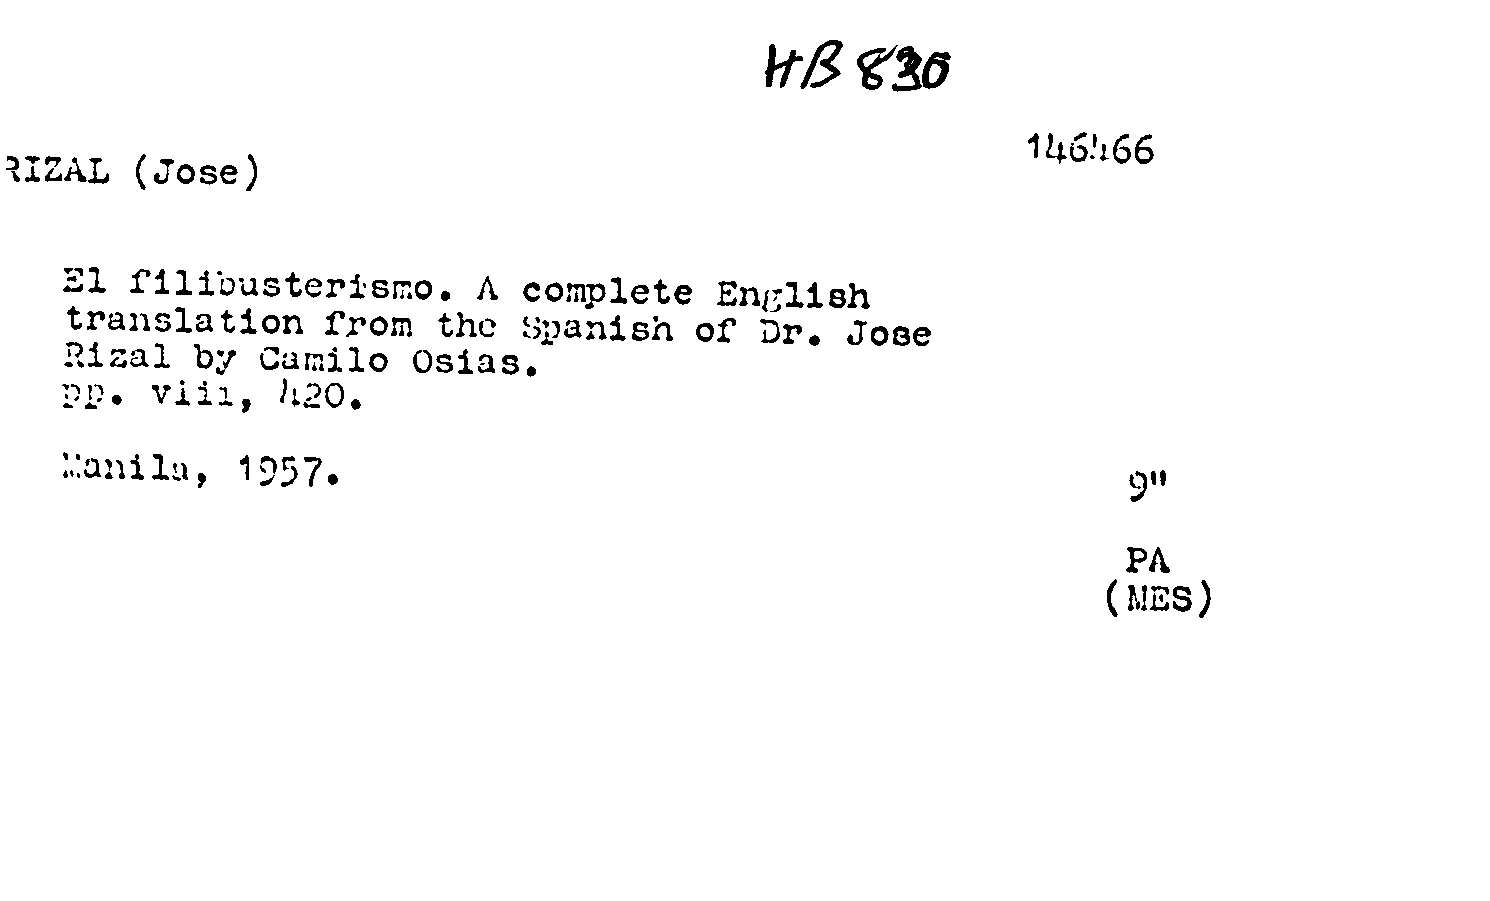 HB 830
146466
RIZAL (Jose)
El filibusterismo. A complete English
translation from the Spanish of Dr. Jose
Rizal by Camilo Osias.
pp. viii, 420.
Manila, 1957.
9"
PA
(MES)